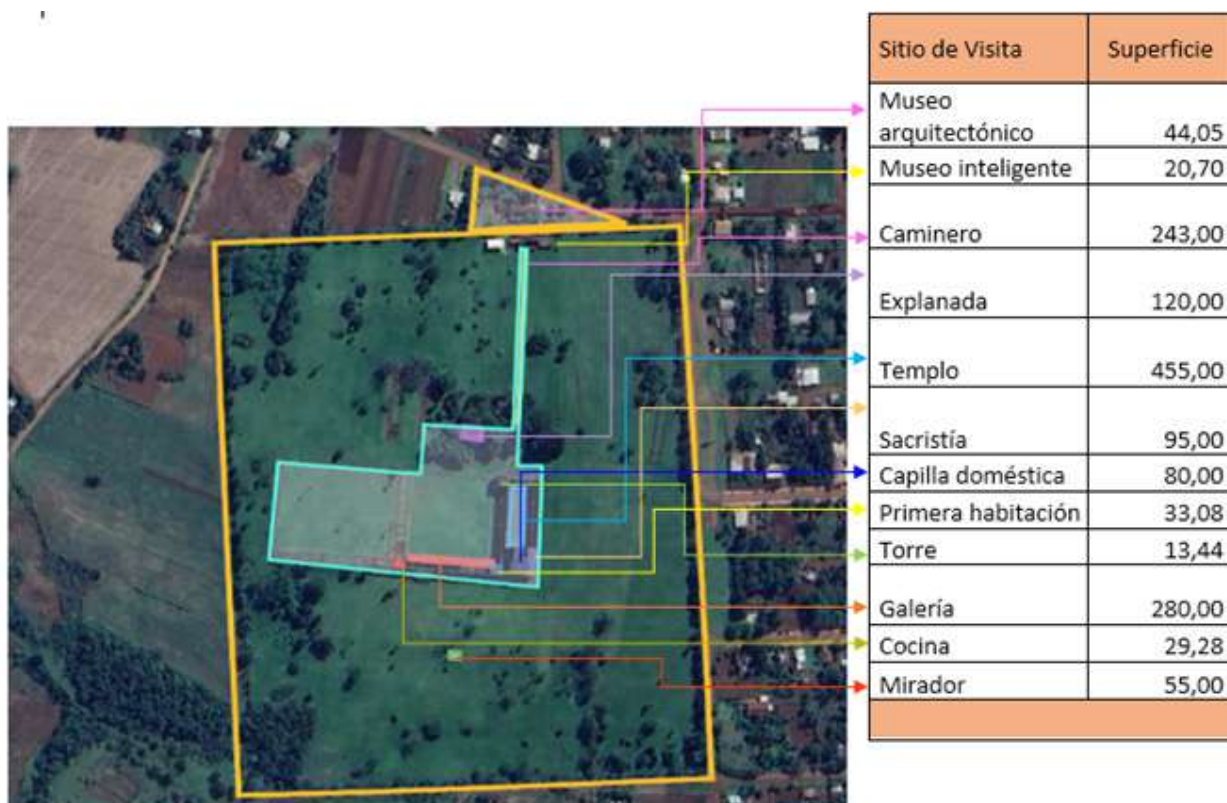 Sitio de Visita Superficie
Museo
arquitectónico 44,05
Museo inteligente 20,70
Caminero 243,00
Explanada 120,00
Templo 455,00
Sacristía 95,00
Capilla doméstica 80,00
Primera habitación 33,08
Torre 13,44
Galería 280,00
Cocina 29,28
Mirador 55,00